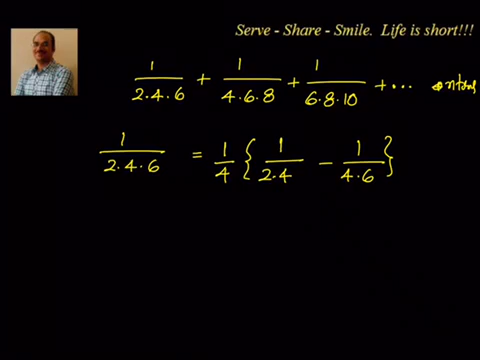 Serve - Share - Smile. Life is short!!!
1/(2·4·6) + 1/(4·6·8) + 1/(6·8·10) + ...
1/(2·4·6) = 1/4 { 1/(2·4) - 1/(4·6) }